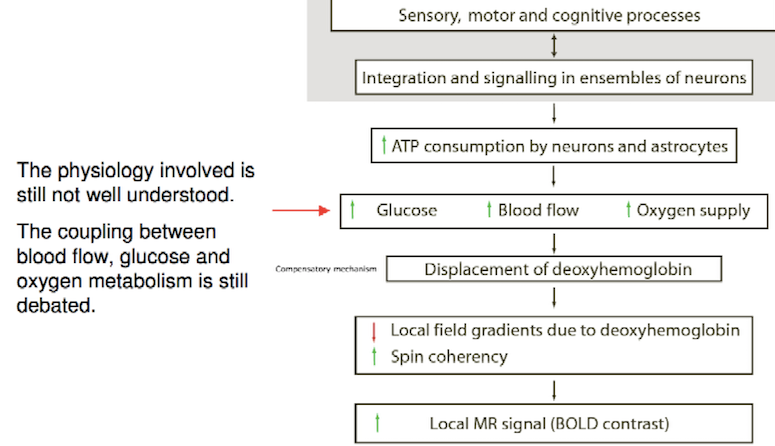 Sensory, motor and cognitive processes
Integration and signalling in ensembles of neurons
ATP consumption by neurons and astrocytes
The physiology involved is
still not well understood.
The coupling between
blood flow, glucose and
oxygen metabolism is still
debated.
Glucose Blood flow Oxygen supply
Compensatory mechanism
Displacement of deoxyhemoglobin
Local field gradients due to deoxyhemoglobin
Spin coherency
Local MR signal (BOLD contrast)